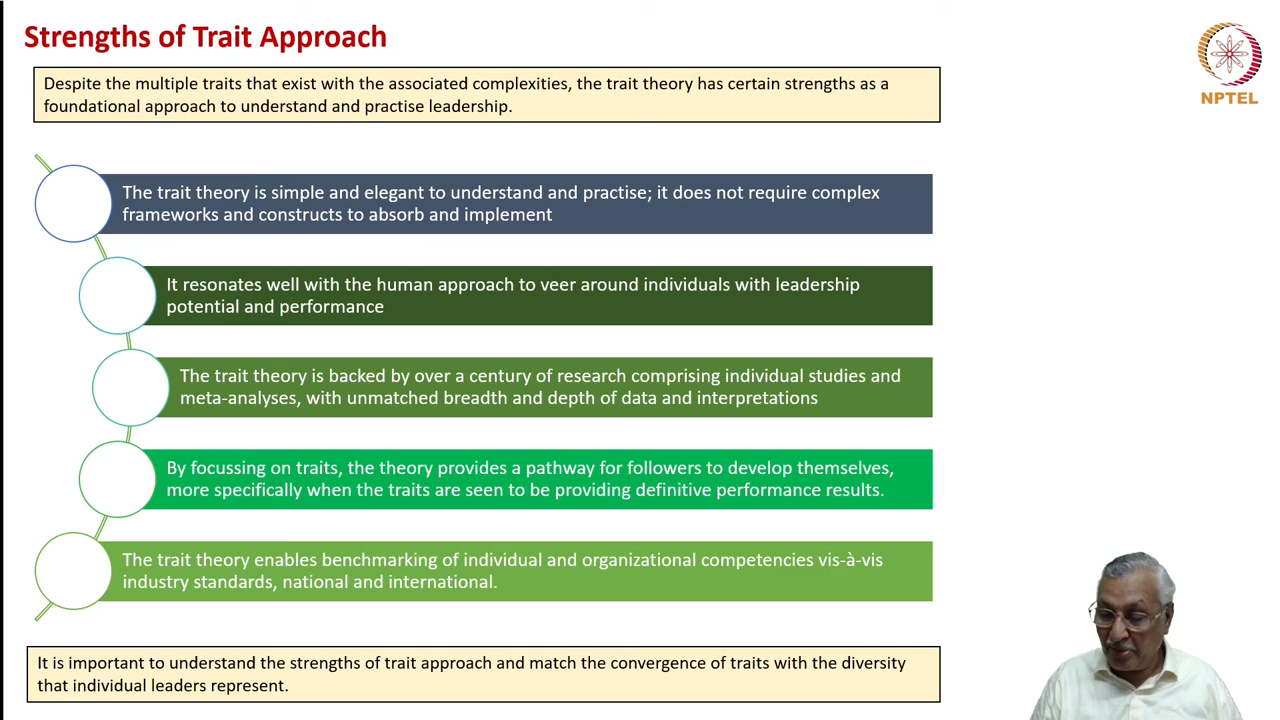 Strengths of Trait Approach
NPTEL
Despite the multiple traits that exist with the associated complexities, the trait theory has certain strengths as a
foundational approach to understand and practise leadership.
The trait theory is simple and elegant to understand and practise; it does not require complex
frameworks and constructs to absorb and implement
It resonates well with the human approach to veer around individuals with leadership
potential and performance
The trait theory is backed by over a century of research comprising individual studies and
meta-analyses, with unmatched breadth and depth of data and interpretations
By focussing on traits, the theory provides a pathway for followers to develop themselves,
more specifically when the traits are seen to be providing definitive performance results.
The trait theory enables benchmarking of individual and organizational competencies vis-à-vis
industry standards, national and international.
It is important to understand the strengths of trait approach and match the convergence of traits with the diversity
that individual leaders represent.